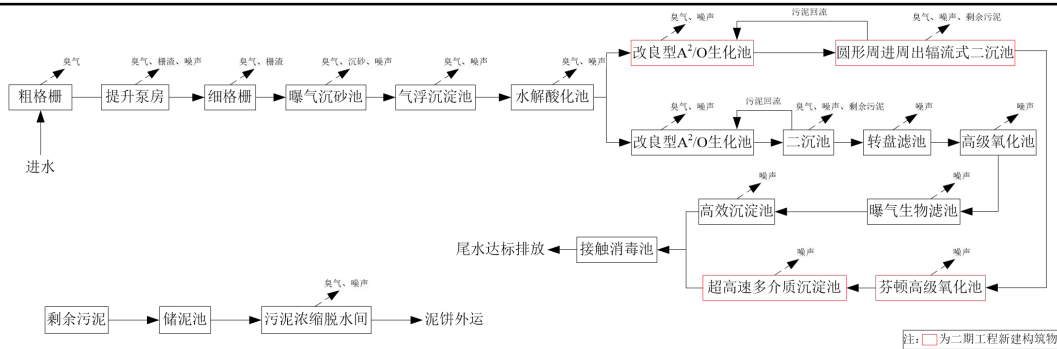 污泥回流
臭气、噪声
臭气、噪声、剩余污泥
改良型A²/O生化池
圆形周进周出辐流式二沉池
臭气
臭气、栅渣、噪声
臭气、栅渣
臭气、沉砂、噪声
臭气、噪声
臭气、噪声
粗格栅
提升泵房
细格栅
曝气沉砂池
气浮沉淀池
水解酸化池
进水
污泥回流
臭气、噪声
臭气、噪声、剩余污泥
噪声
噪声
改良型A²/O生化池
二沉池
转盘滤池
高级氧化池
噪声
噪声
高效沉淀池
曝气生物滤池
尾水达标排放
接触消毒池
噪声
噪声
超高速多介质沉淀池
芬顿高级氧化池
臭气、噪声
剩余污泥
储泥池
污泥浓缩脱水间
泥饼外运
注：为二期工程新建构筑物